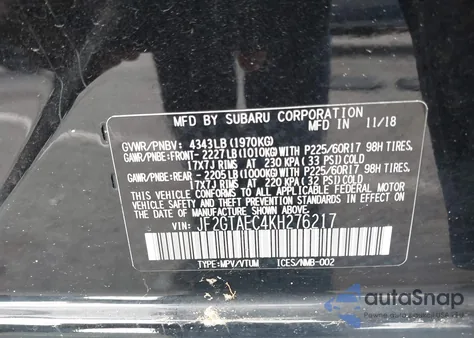 MFD BY SUBARU CORPORATION
PRODUCED IN 11/18
GVWR/PNBV: 4343LB(1970KG)
GAWR/PNBE:FRONT- 2227LB(1010KG)WITH P225/60R17 98H TIRES,
17X7J RIMS AT 230 KPA(33 PSI)COLD
GAWR/PNBE:REAR - 2205LB(1000KG)WITH P225/60R17 98H TIRES,
17X7J RIMS AT 220 KPA(32 PSI)COLD
THIS VEHICLE CONFORMS TO ALL APPLICABLE FEDERAL MOTOR
VEHICLE SAFETY AND BUMPER STANDARDS IN EFFECT ON THE
DATE OF MANUFACTURE SHOWN ABOVE.
VIN: JF2GTAEC4KH276217
TYPE:MPV/VTUM ICES/NMB-002
autoSnap